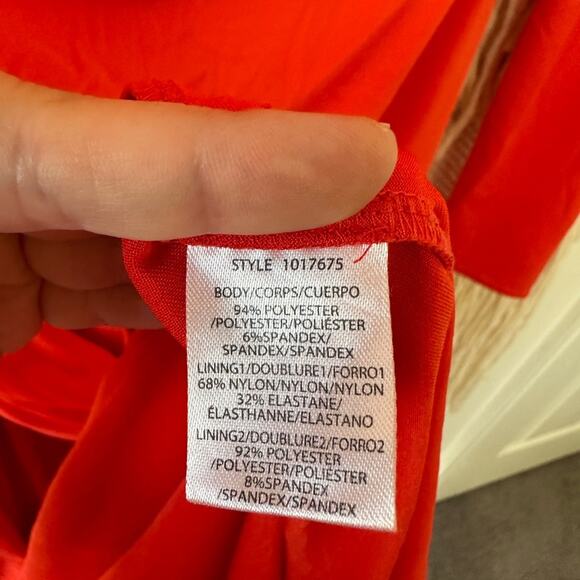 STYLE 1017675
BODY/CORPS/CUERPO
94% POLYESTER
/POLYESTER/POLIÉSTER
6%SPANDEX/
SPANDEX/SPANDEX
LINING1/DOUBLURE1/FORRO1
68% NYLON/NYLON/NYLON
32% ELASTANE/
ÉLASTHANNE/ELASTANO
LINING2/DOUBLURE2/FORRO2
92% POLYESTER
/POLYESTER/POLIÉSTER
8%SPANDEX
/SPANDEX/SPANDEX